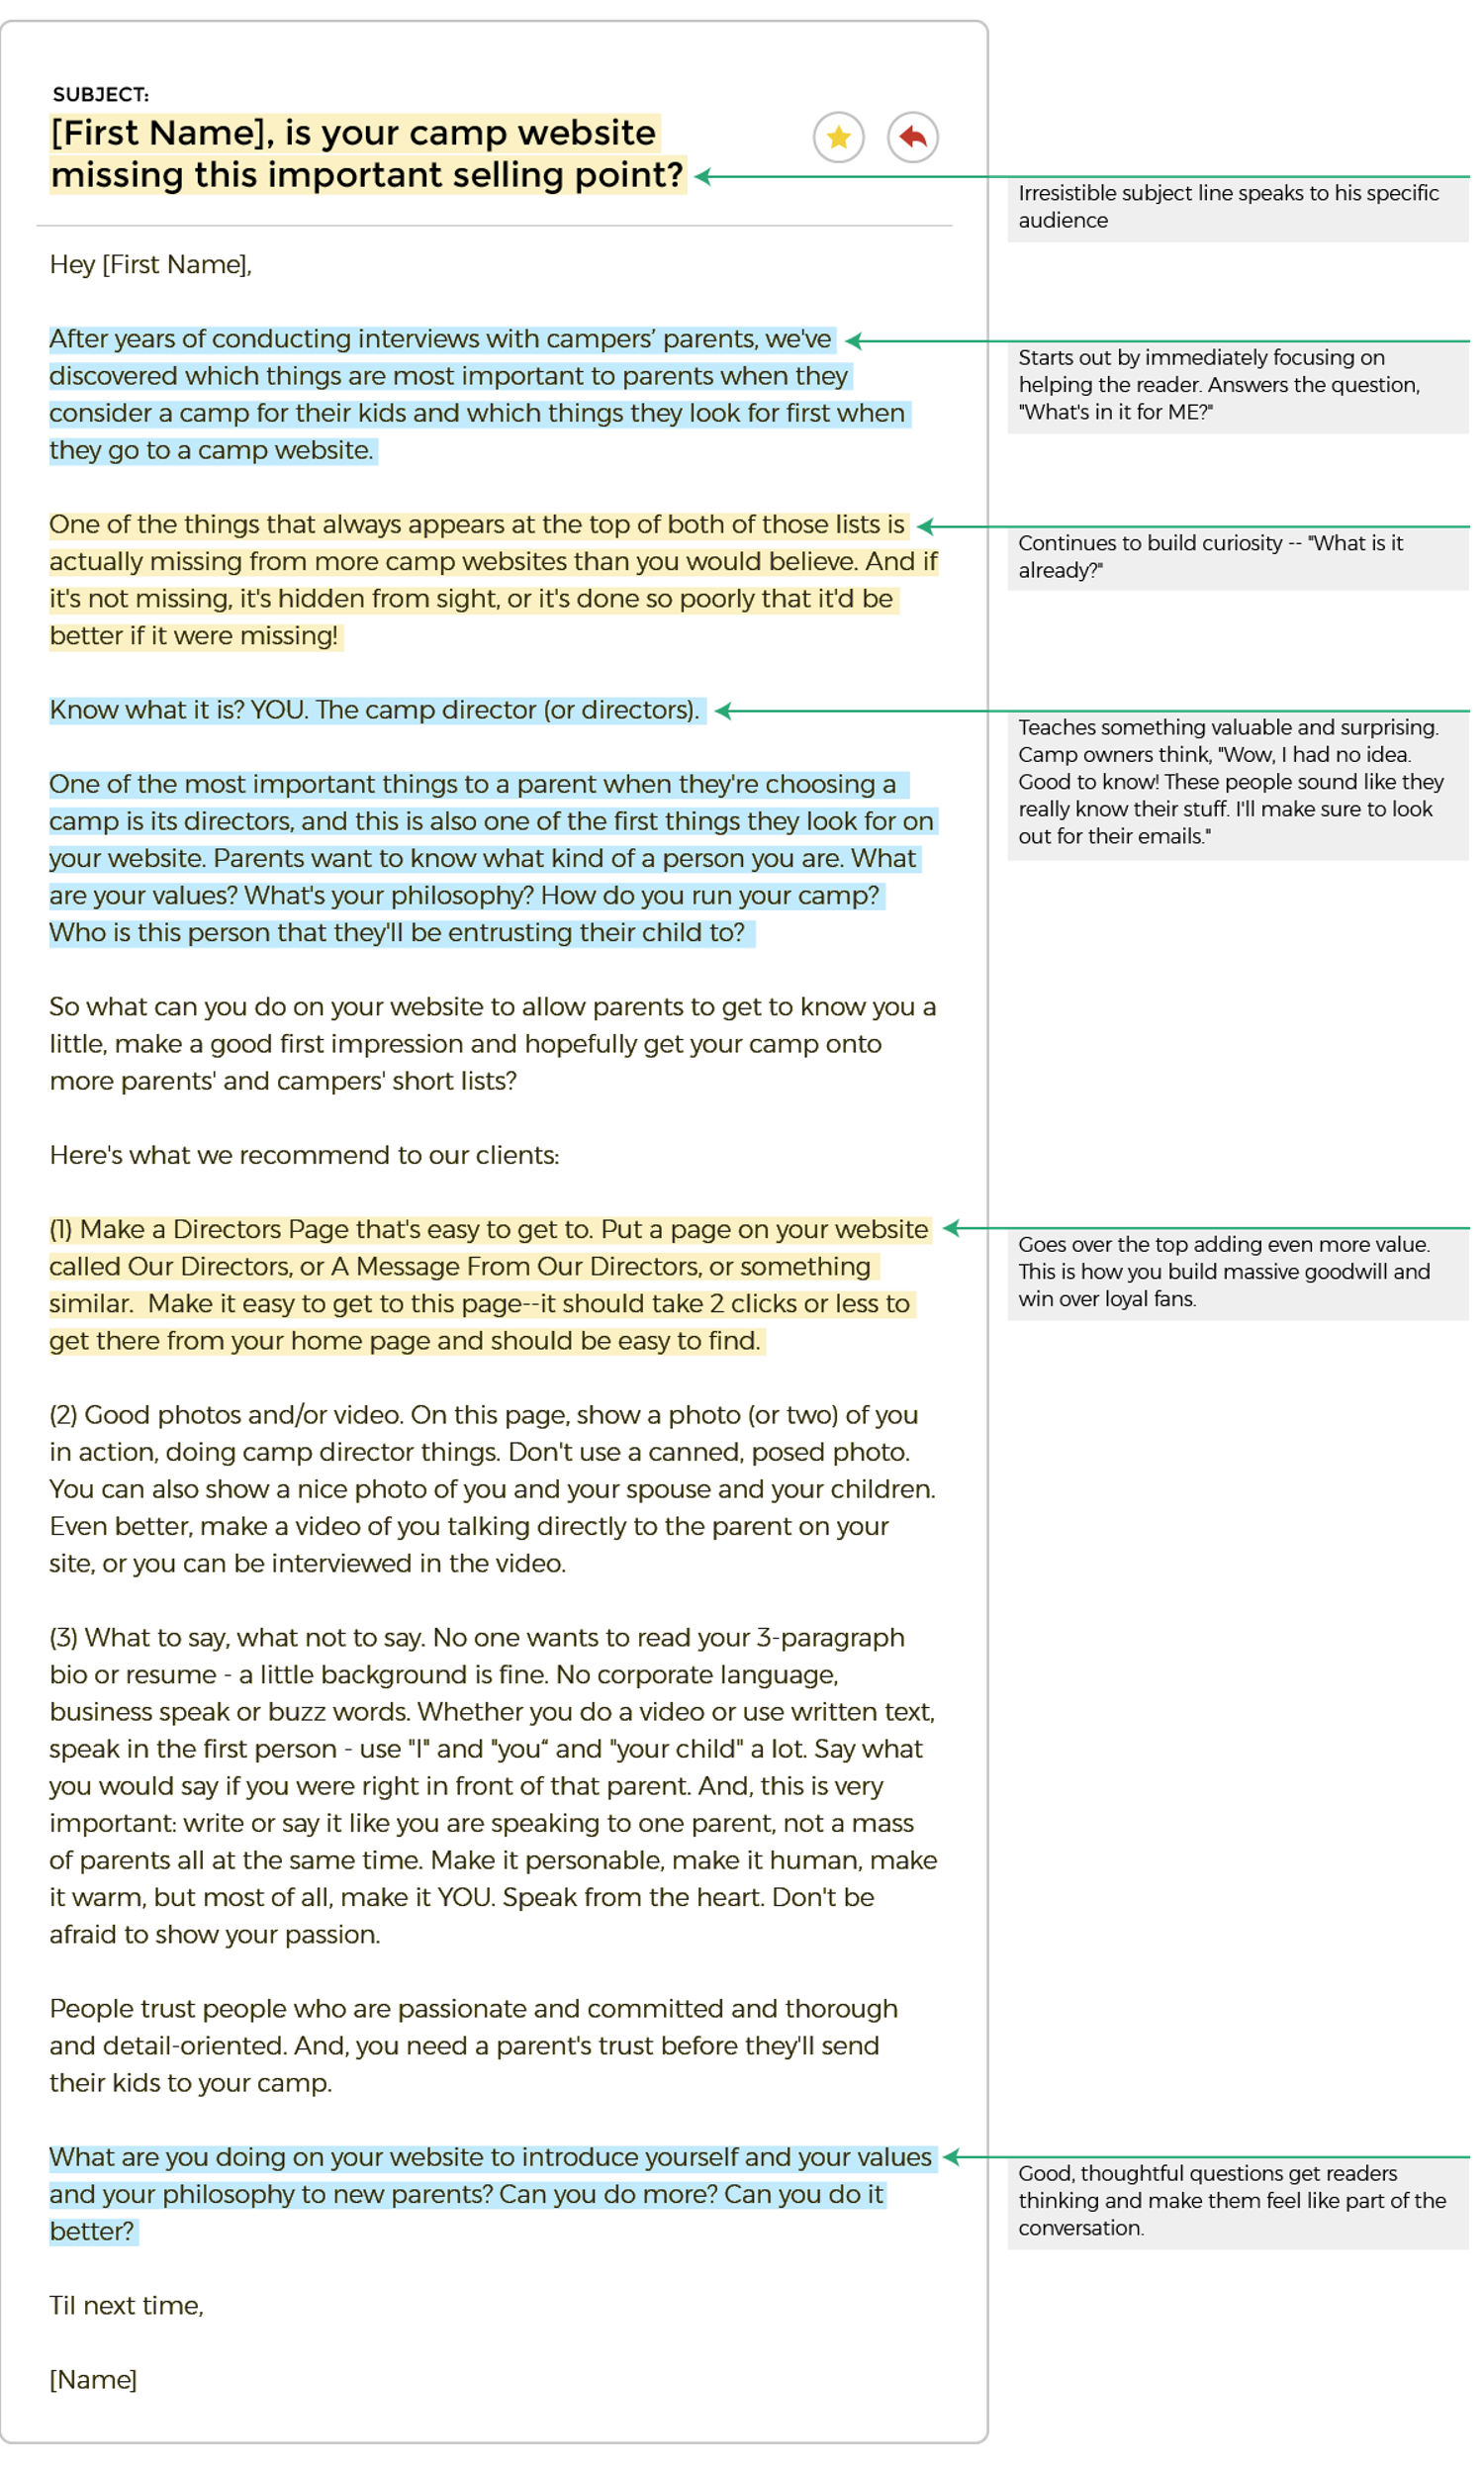 SUBJECT:
[First Name], is your camp website
missing this important selling point?
Irresistible subject line speaks to his specific
audience
Hey [First Name],
After years of conducting interviews with campers’ parents, we've
discovered which things are most important to parents when they
consider a camp for their kids and which things they look for first when
they go to a camp website.
Starts out by immediately focusing on
helping the reader. Answers the question,
"What's in it for ME?"
One of the things that always appears at the top of both of those lists is
actually missing from more camp websites than you would believe. And if
it's not missing, it's hidden from sight, or it's done so poorly that it'd be
better if it were missing!
Continues to build curiosity -- "What is it
already?"
Know what it is? YOU. The camp director (or directors).
One of the most important things to a parent when they're choosing a
camp is its directors, and this is also one of the first things they look for on
your website. Parents want to know what kind of a person you are. What
are your values? What's your philosophy? How do you run your camp?
Who is this person that they'll be entrusting their child to?
Teaches something valuable and surprising.
Camp owners think, "Wow, I had no idea.
Good to know! These people sound like they
really know their stuff. I'll make sure to look
out for their emails."
So what can you do on your website to allow parents to get to know you a
little, make a good first impression and hopefully get your camp onto
more parents' and campers' short lists?
Here's what we recommend to our clients:
(1) Make a Directors Page that's easy to get to. Put a page on your website
called Our Directors, or A Message From Our Directors, or something
similar.  Make it easy to get to this page--it should take 2 clicks or less to
get there from your home page and should be easy to find.
Goes over the top adding even more value.
This is how you build massive goodwill and
win over loyal fans.
(2) Good photos and/or video. On this page, show a photo (or two) of you
in action, doing camp director things. Don't use a canned, posed photo.
You can also show a nice photo of you and your spouse and your children.
Even better, make a video of you talking directly to the parent on your
site, or you can be interviewed in the video.
(3) What to say, what not to say. No one wants to read your 3-paragraph
bio or resume - a little background is fine. No corporate language,
business speak or buzz words. Whether you do a video or use written text,
speak in the first person - use "I" and "you“ and "your child" a lot. Say what
you would say if you were right in front of that parent. And, this is very
important: write or say it like you are speaking to one parent, not a mass
of parents all at the same time. Make it personable, make it human, make
it warm, but most of all, make it YOU. Speak from the heart. Don't be
afraid to show your passion.
People trust people who are passionate and committed and thorough
and detail-oriented. And, you need a parent's trust before they'll send
their kids to your camp.
What are you doing on your website to introduce yourself and your values
and your philosophy to new parents? Can you do more? Can you do it
better?
Good, thoughtful questions get readers
thinking and make them feel like part of the
conversation.
Til next time,
[Name]